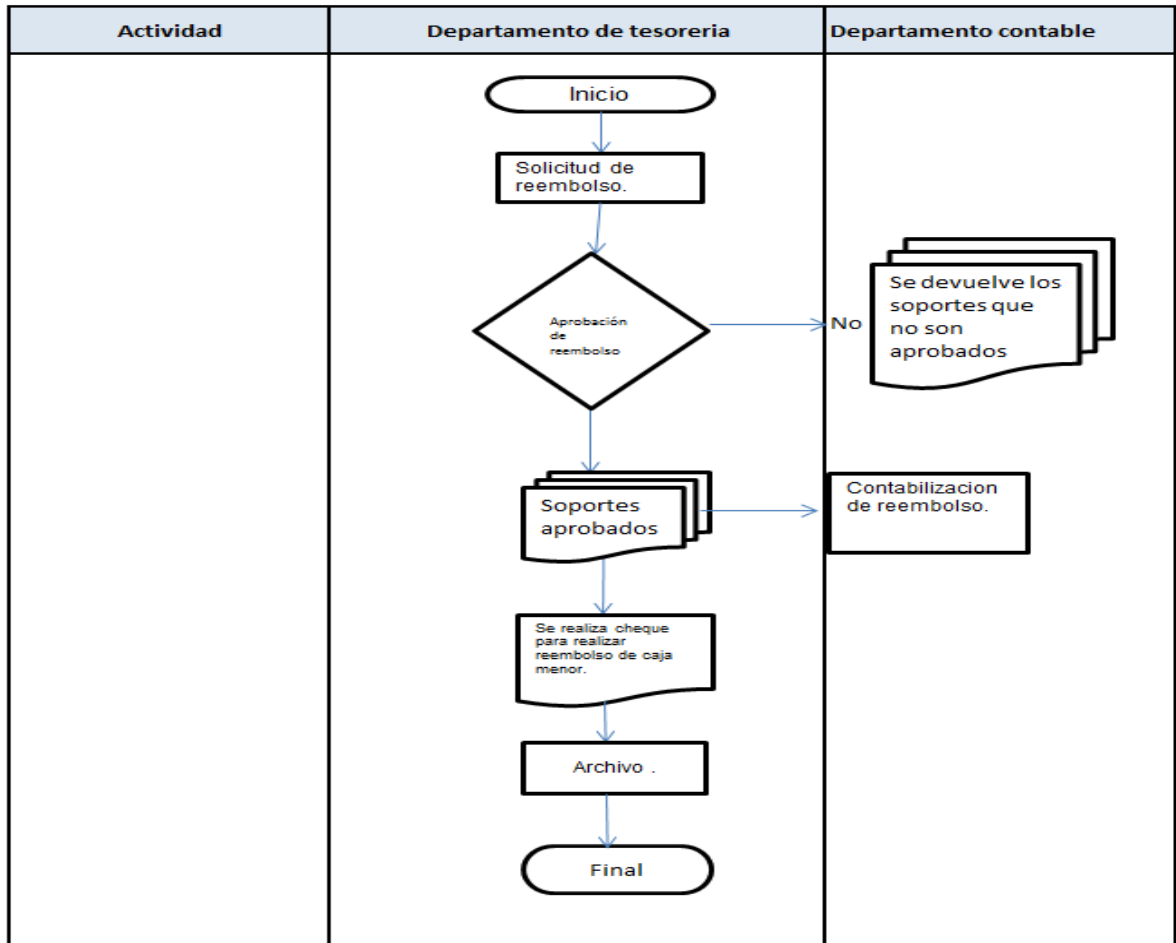 Actividad
Departamento de tesoreria
Departamento contable
Inicio
Solicitud de
reembolso.
Aprobación
de
reembolso
No
Se devuelve los
soportes que
no son
aprobados
Soportes
aprobados
Contabilizacion
de reembolso.
Se realiza cheque
para realizar
reembolso de caja
menor.
Archivo .
Final